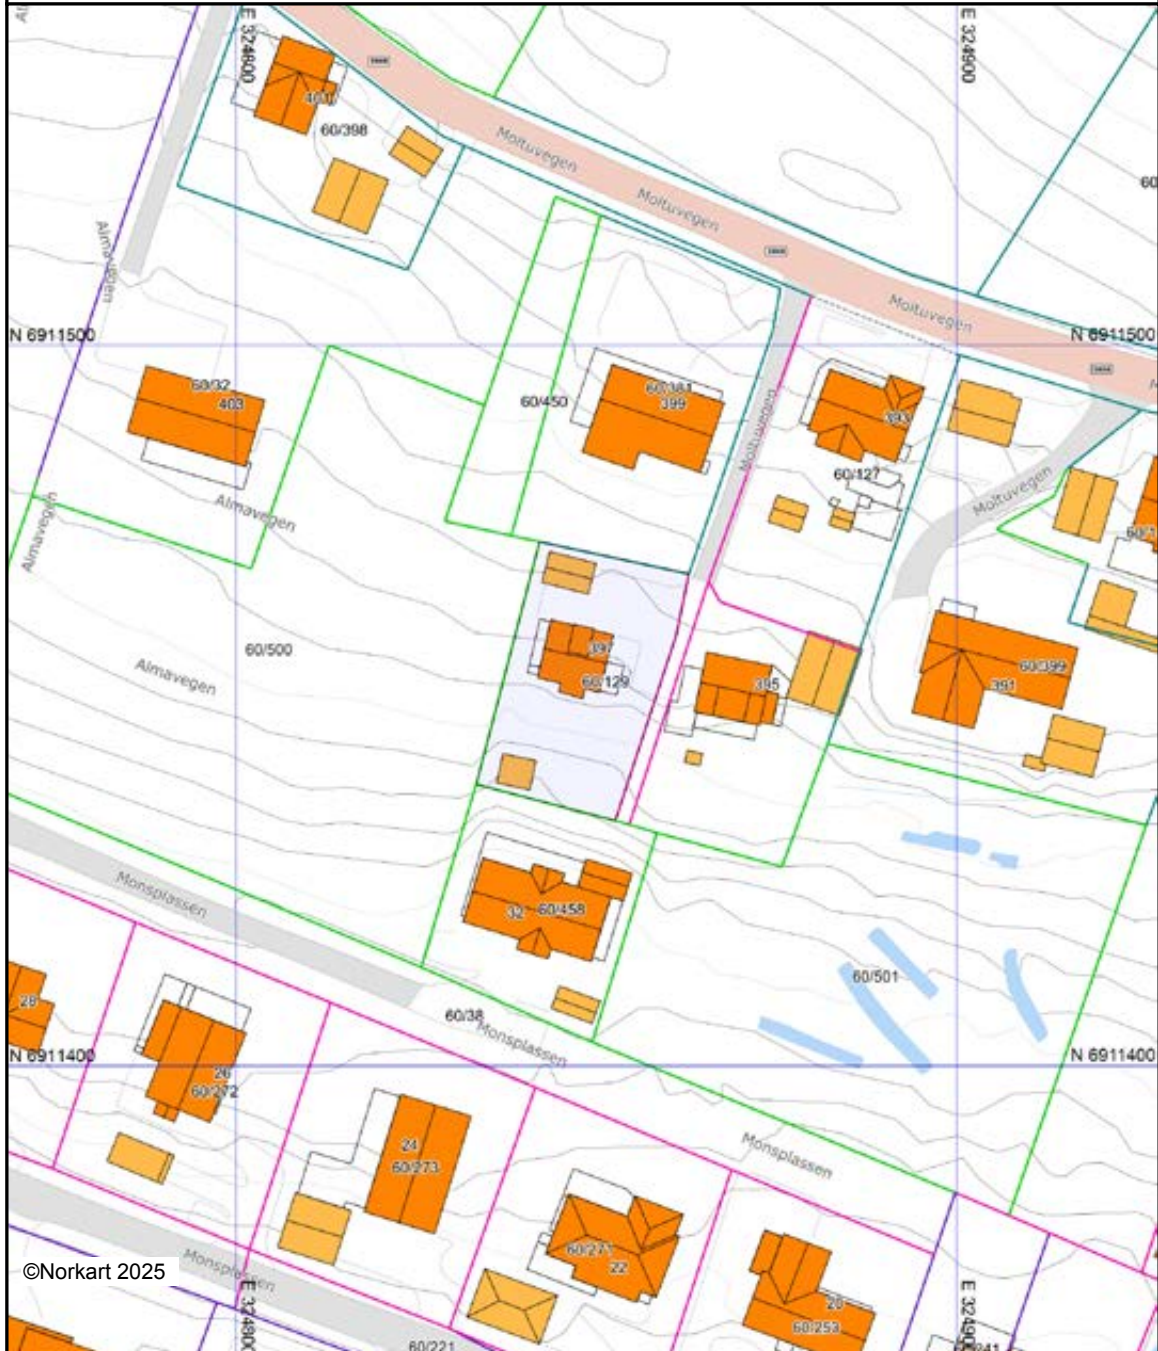 E 324800
E 324900
401
60/398
Moltuvegen
Moltuvegen
Almavegen
Moltuvegen
N 6911500
N 6911500
60/32
403
60/450
60/381
399
393
60/127
Moltuvegen
Moltuvegen
Almavegen
Almavegen
397
60/129
395
60/399
391
60/500
Almavegen
Monsplassen
32
60/458
60/501
28
60/38
Monsplassen
N 6911400
N 6911400
26
60/272
24
60/273
Monsplassen
60/271
22
©Norkart 2025
Monsplassen
E 324900
20
60/253
60/221